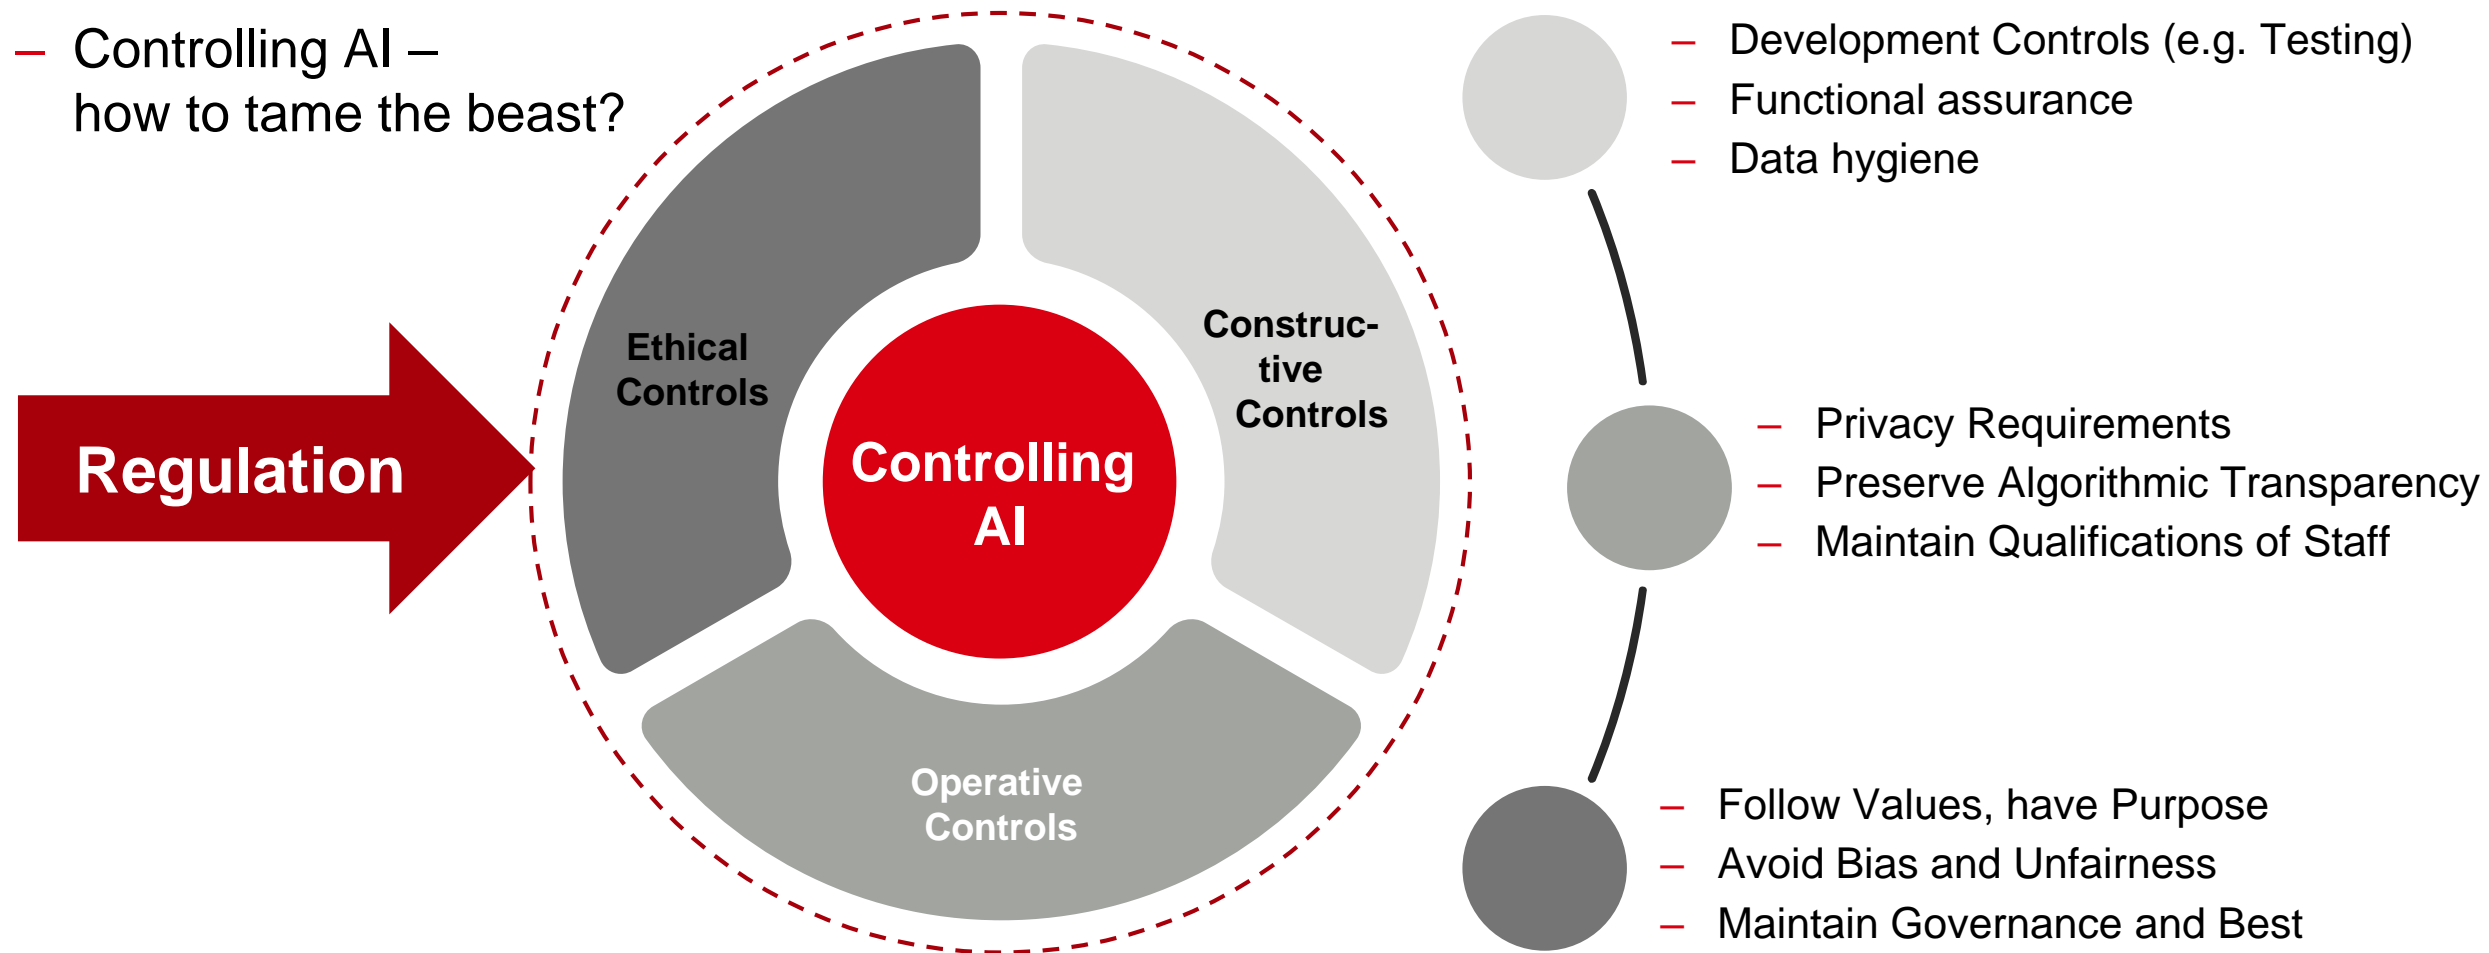 – Controlling AI –
how to tame the beast?
Regulation
Ethical
Controls
Construc-
tive
Controls
Controlling
AI
Operative
Controls
– Development Controls (e.g. Testing)
– Functional assurance
– Data hygiene
– Privacy Requirements
– Preserve Algorithmic Transparency
– Maintain Qualifications of Staff
– Follow Values, have Purpose
– Avoid Bias and Unfairness
– Maintain Governance and Best